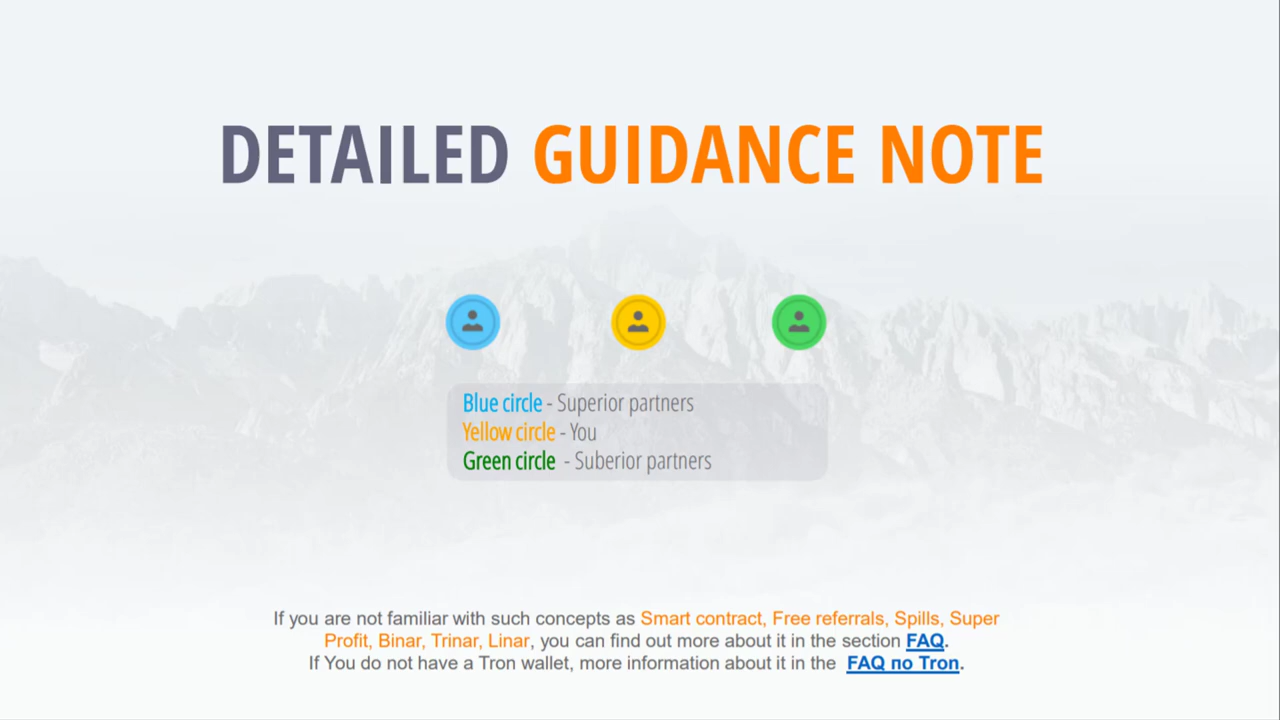 DETAILED GUIDANCE NOTE
Blue circle - Superior partners
Yellow circle - You
Green circle - Suberior partners
If you are not familiar with such concepts as Smart contract, Free referrals, Spills, Super
Profit, Binar, Trinar, Linar, you can find out more about it in the section FAQ.
If You do not have a Tron wallet, more information about it in the FAQ по Tron.